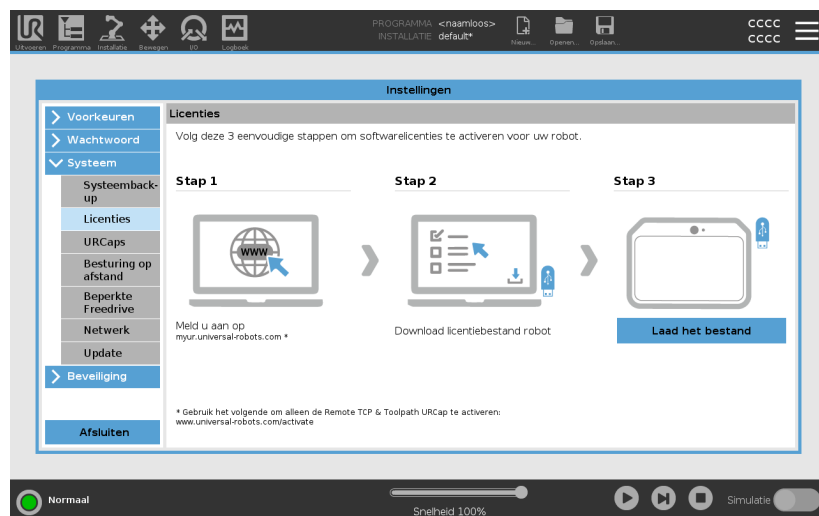 PROGRAMMA <naamloos>
INSTALLATIE default*
Uitvoeren Programma Installatie Bewegen I/O Logboek
Nieuw... Openen... Opslaan...
cccc
cccc
Instellingen
Voorkeuren
Wachtwoord
Systeem
Systeemback-
up
Licenties
URCaps
Besturing op
afstand
Beperkte
Freedrive
Netwerk
Update
Beveiliging
Afsluiten
Licenties
Volg deze 3 eenvoudige stappen om softwarelicenties te activeren voor uw robot.
Stap 1
www
Meld u aan op
myur.universal-robots.com *
Stap 2
Download licentiebestand robot
Stap 3
Laad het bestand
* Gebruik het volgende om alleen de Remote TCP & Toolpath URCap te activeren:
www.universal-robots.com/activate
Normaal
Snelheid 100%
Simulatie